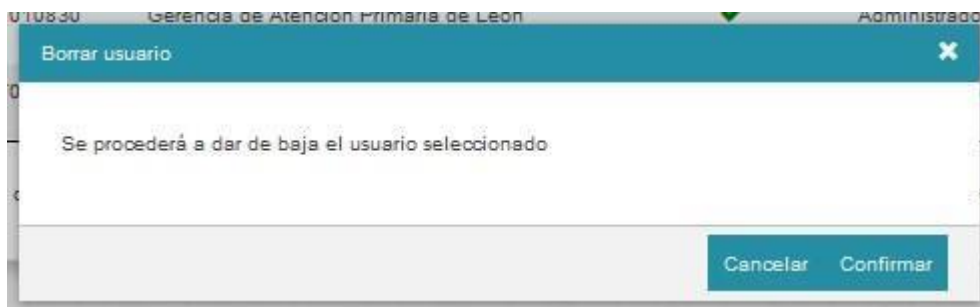 010830 Gerencia de Atención Primaria de León Administrado
Borrar usuario
Se procederá a dar de baja el usuario seleccionado
Cancelar Confirmar